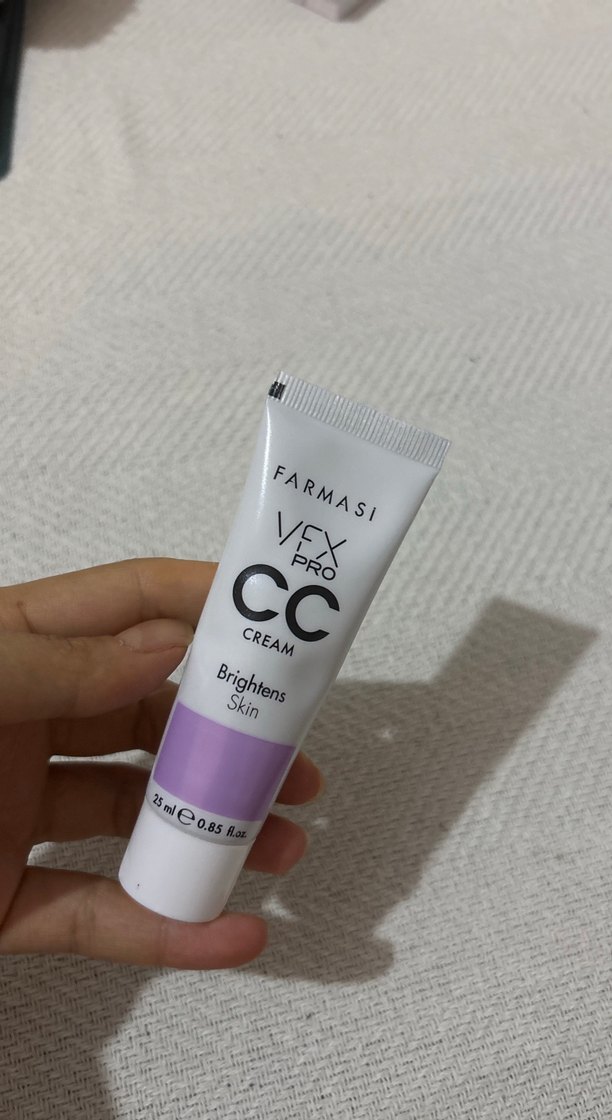 FARMASi
VFX
PRO
CC
CREAM
Brightens
Skin
25 ml ℮ 0.85 fl.oz.